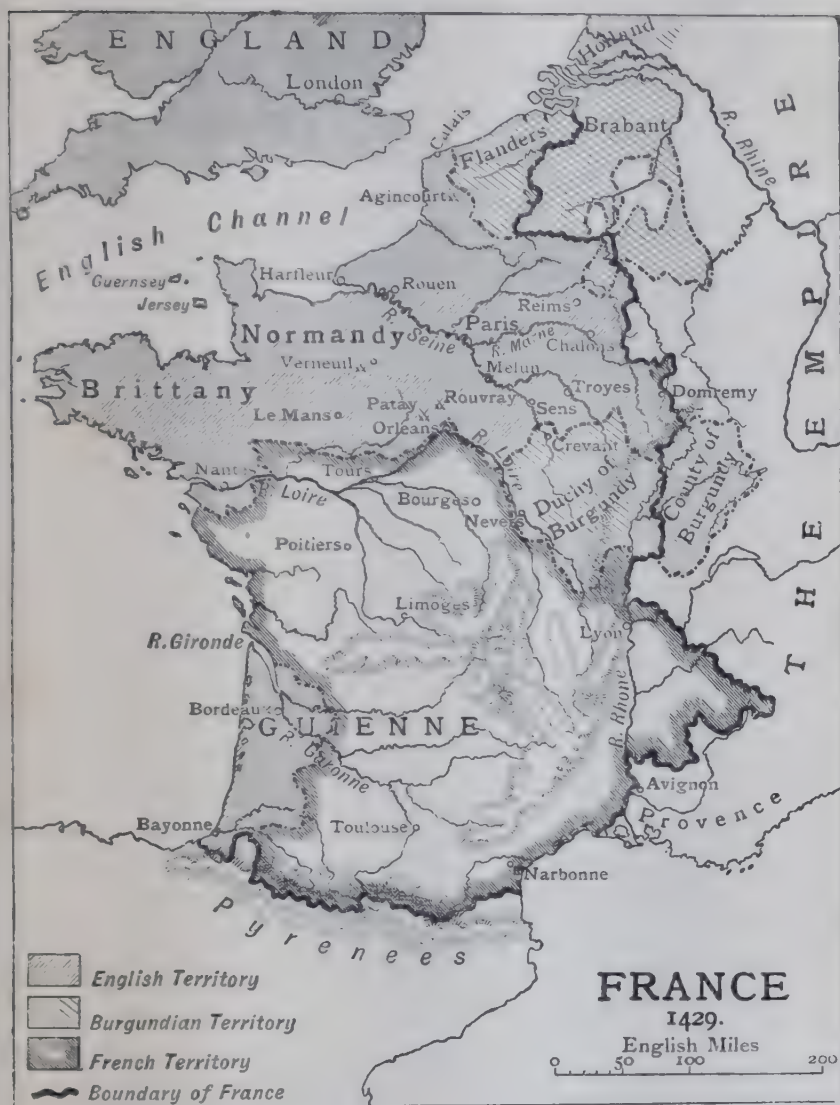 ENGLAND
London
Holland
R. Rhine
Calais
Flanders
Brabant
Agincourt
English Channel
Guernsey
Jersey
Harfleur
Rouen
Reims
Normandy
R. Seine
Paris
R. Marne
Chalons
Verneuil
Melun
Brittany
Patay
Rouvray
Troyes
Domremy
Le Mans
Orleans
Sens
Crevant
Nantes
Tours
R. Loire
R. Loire
Duchy of
Burgundy
County of
Burgundy
Bourges
Nevers
Poitiers
Limoges
Lyon
THE EMPIRE
R. Gironde
Bordeaux
GUIENNE
R. Garonne
R. Rhone
Avignon
Provence
Bayonne
Toulouse
Narbonne
Pyrenees
English Territory
Burgundian Territory
French Territory
Boundary of France
FRANCE
1429.
English Miles
0 50 100 200